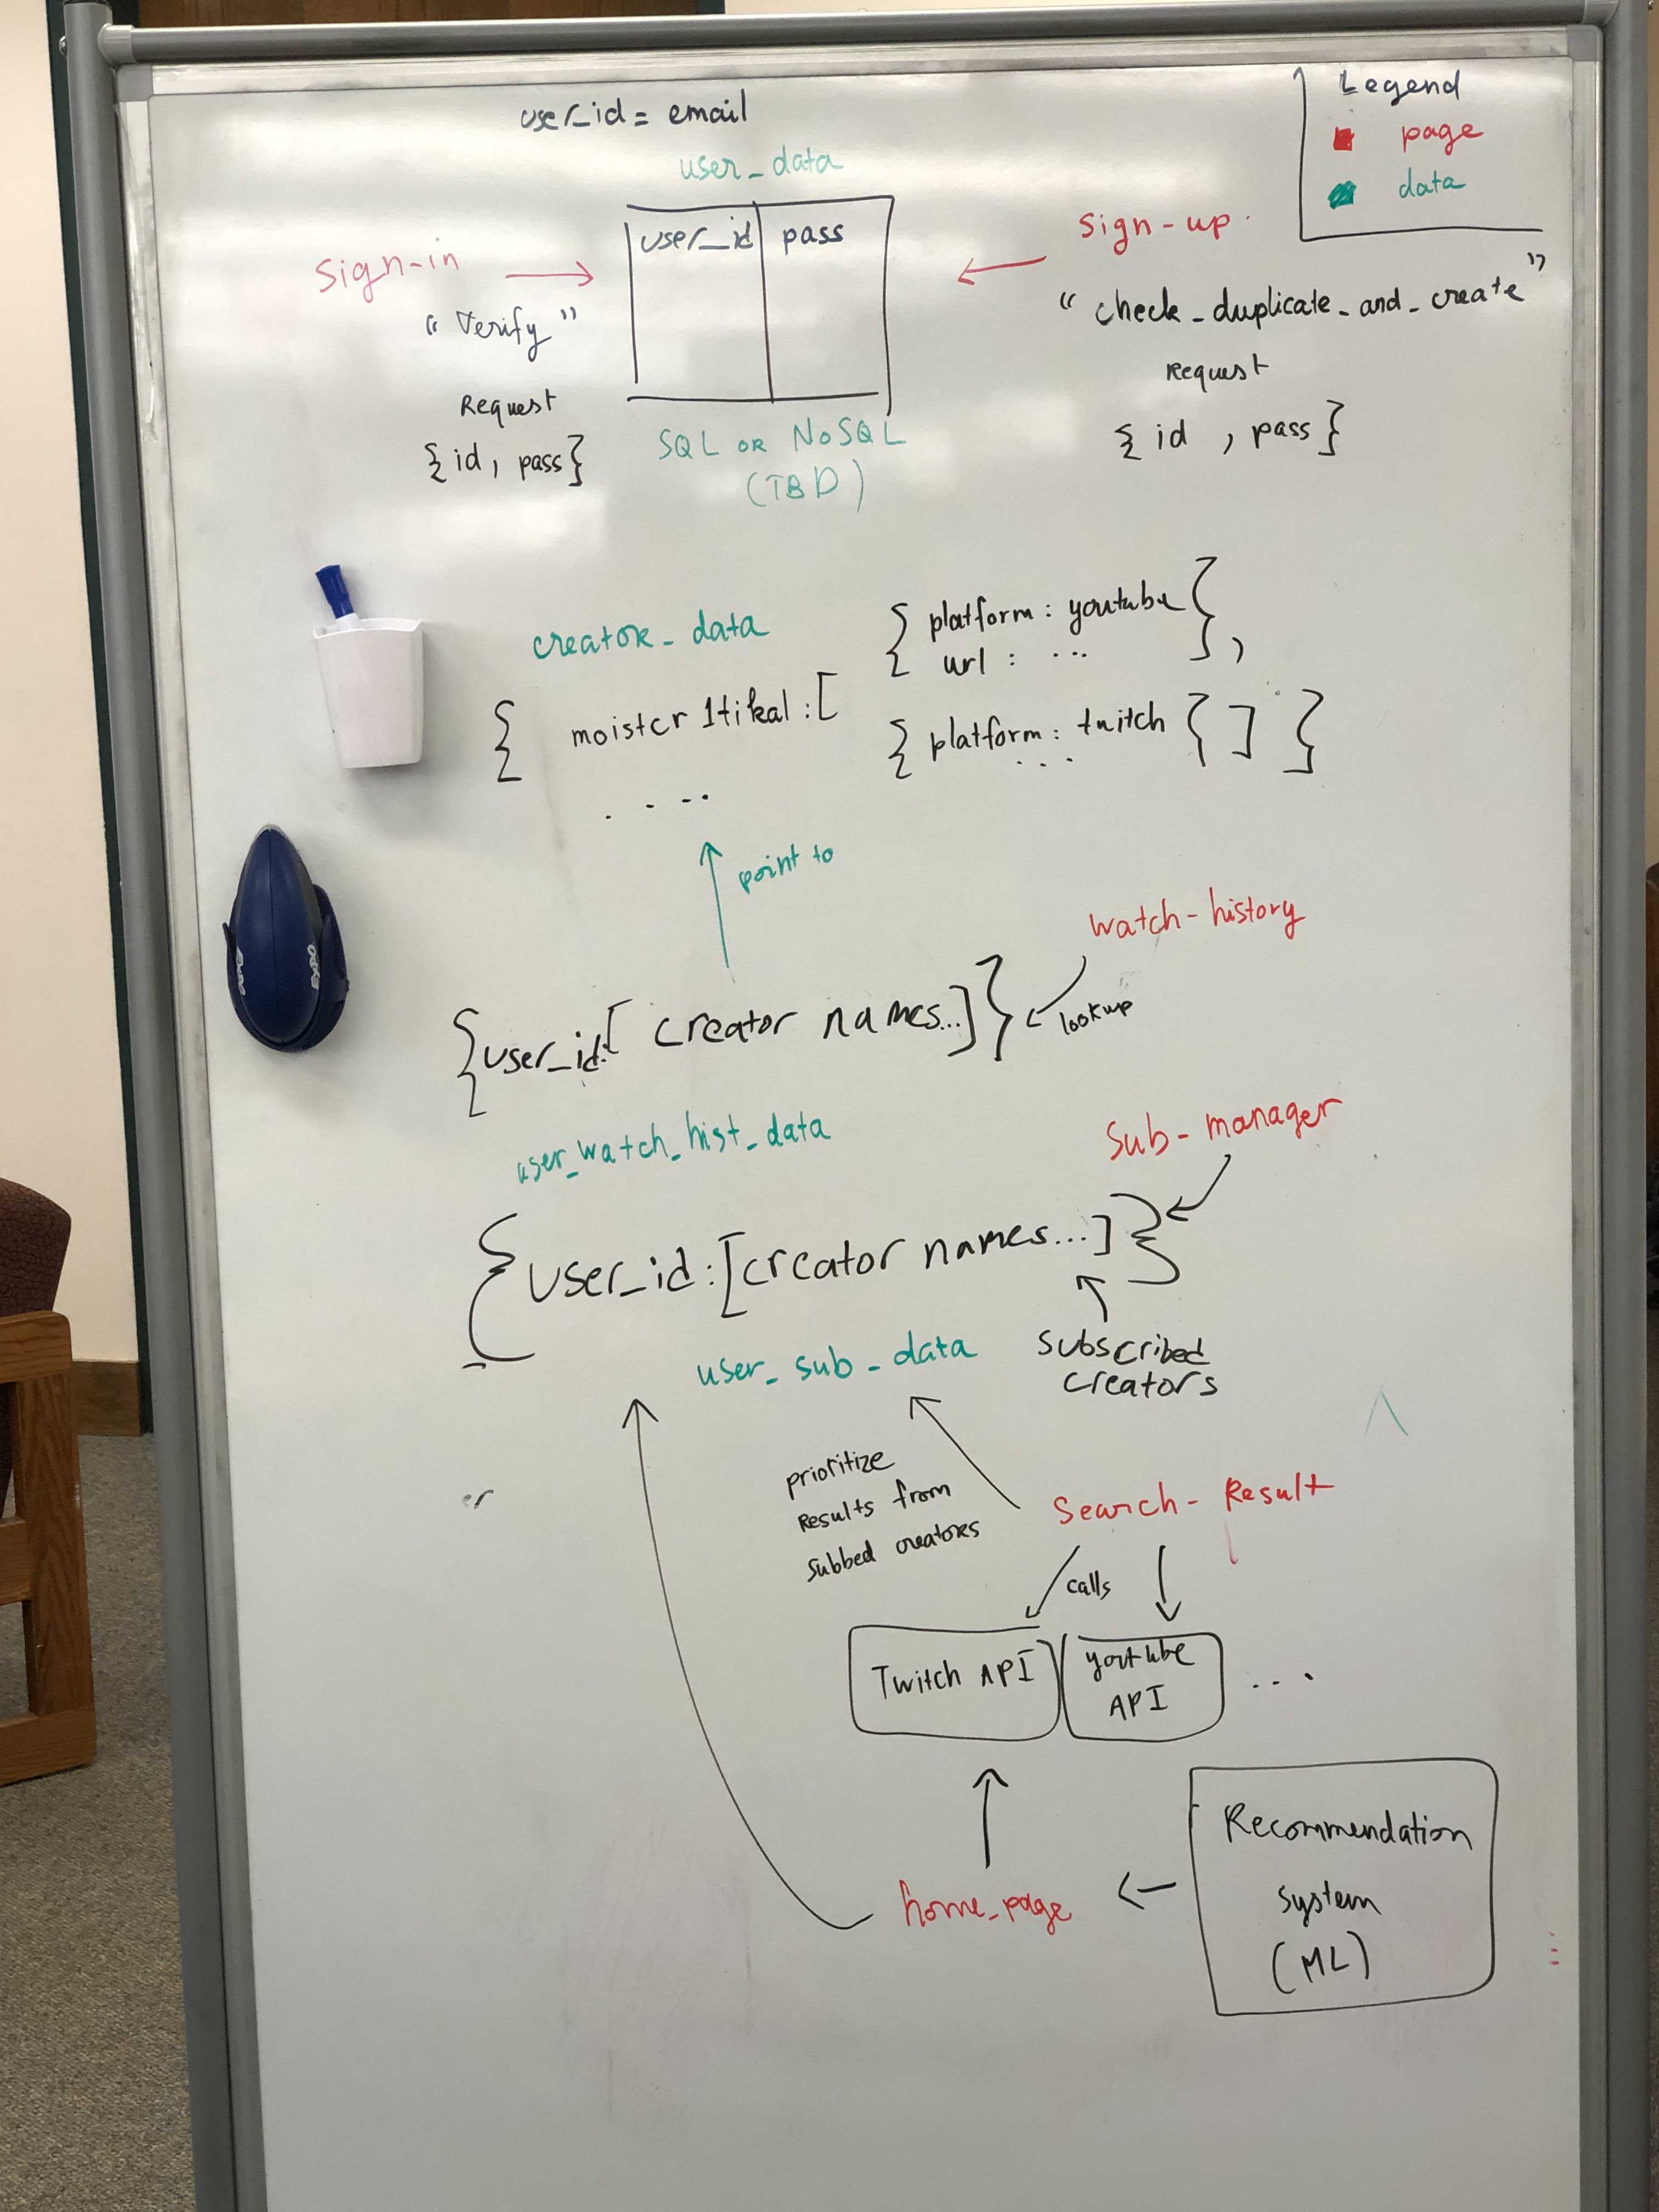 user_id = email
Legend
page
data
user_data
user_id pass
sign-up
sign-in
"check_duplicate_and_create"
"Verify"
Request
{ id , pass }
Request
{ id, pass }
SQL OR NoSQL
(TBD)
creator_data
{ platform : youtube
url : ... } ,
{ moistcr1tikal : [
{ platform : twitch { ] }
...
. . . .
point to
watch-history
lookup
{ user_id: [ creator names...] }
EXPO
EXPO
user_watch_hist_data
sub-manager
{ user_id : [creator names...] }
user_sub_data
subscribed
creators
prioritize
Results from
subbed creators
er
search-Result
calls
Twitch API
youtube
API
...
Recommendation
system
(ML)
home_page